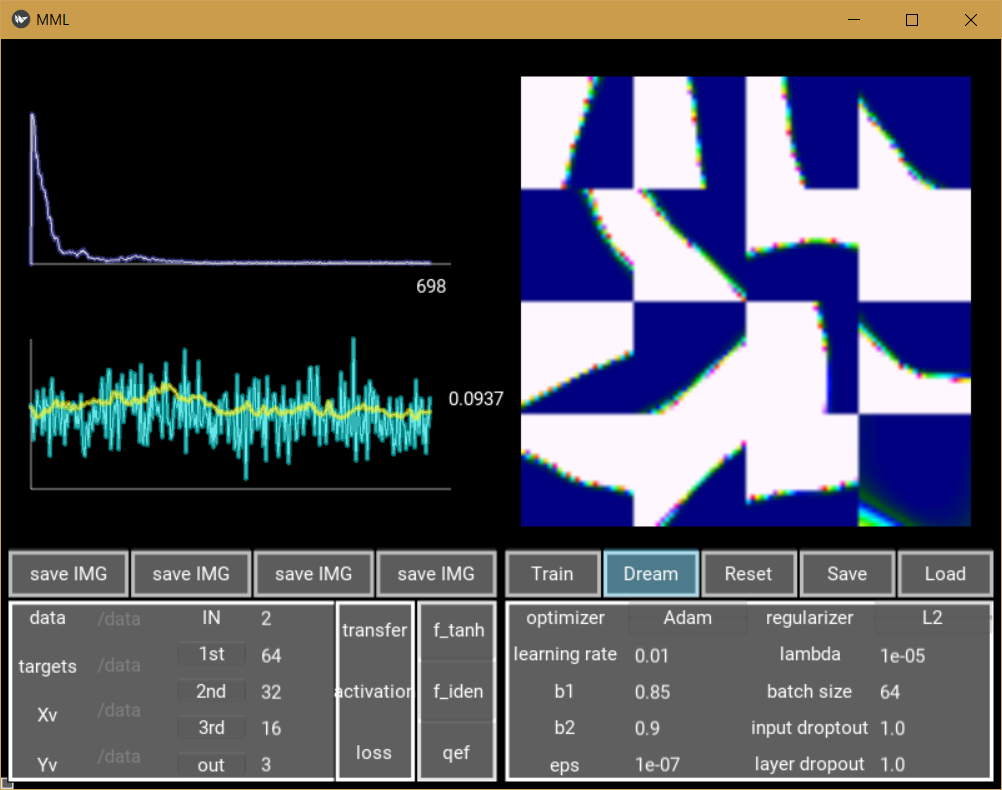 MML
698
0.0937
save IMG save IMG save IMG save IMG Train Dream Reset Save Load
data /data IN 2
targets /data 1st 64
Xv /data 2nd 32
Yv /data 3rd 16
out 3
transfer f_tanh
activation f_iden
loss qef
optimizer Adam regularizer L2
learning rate 0.01 lambda 1e-05
b1 0.85 batch size 64
b2 0.9 input droptout 1.0
eps 1e-07 layer dropout 1.0